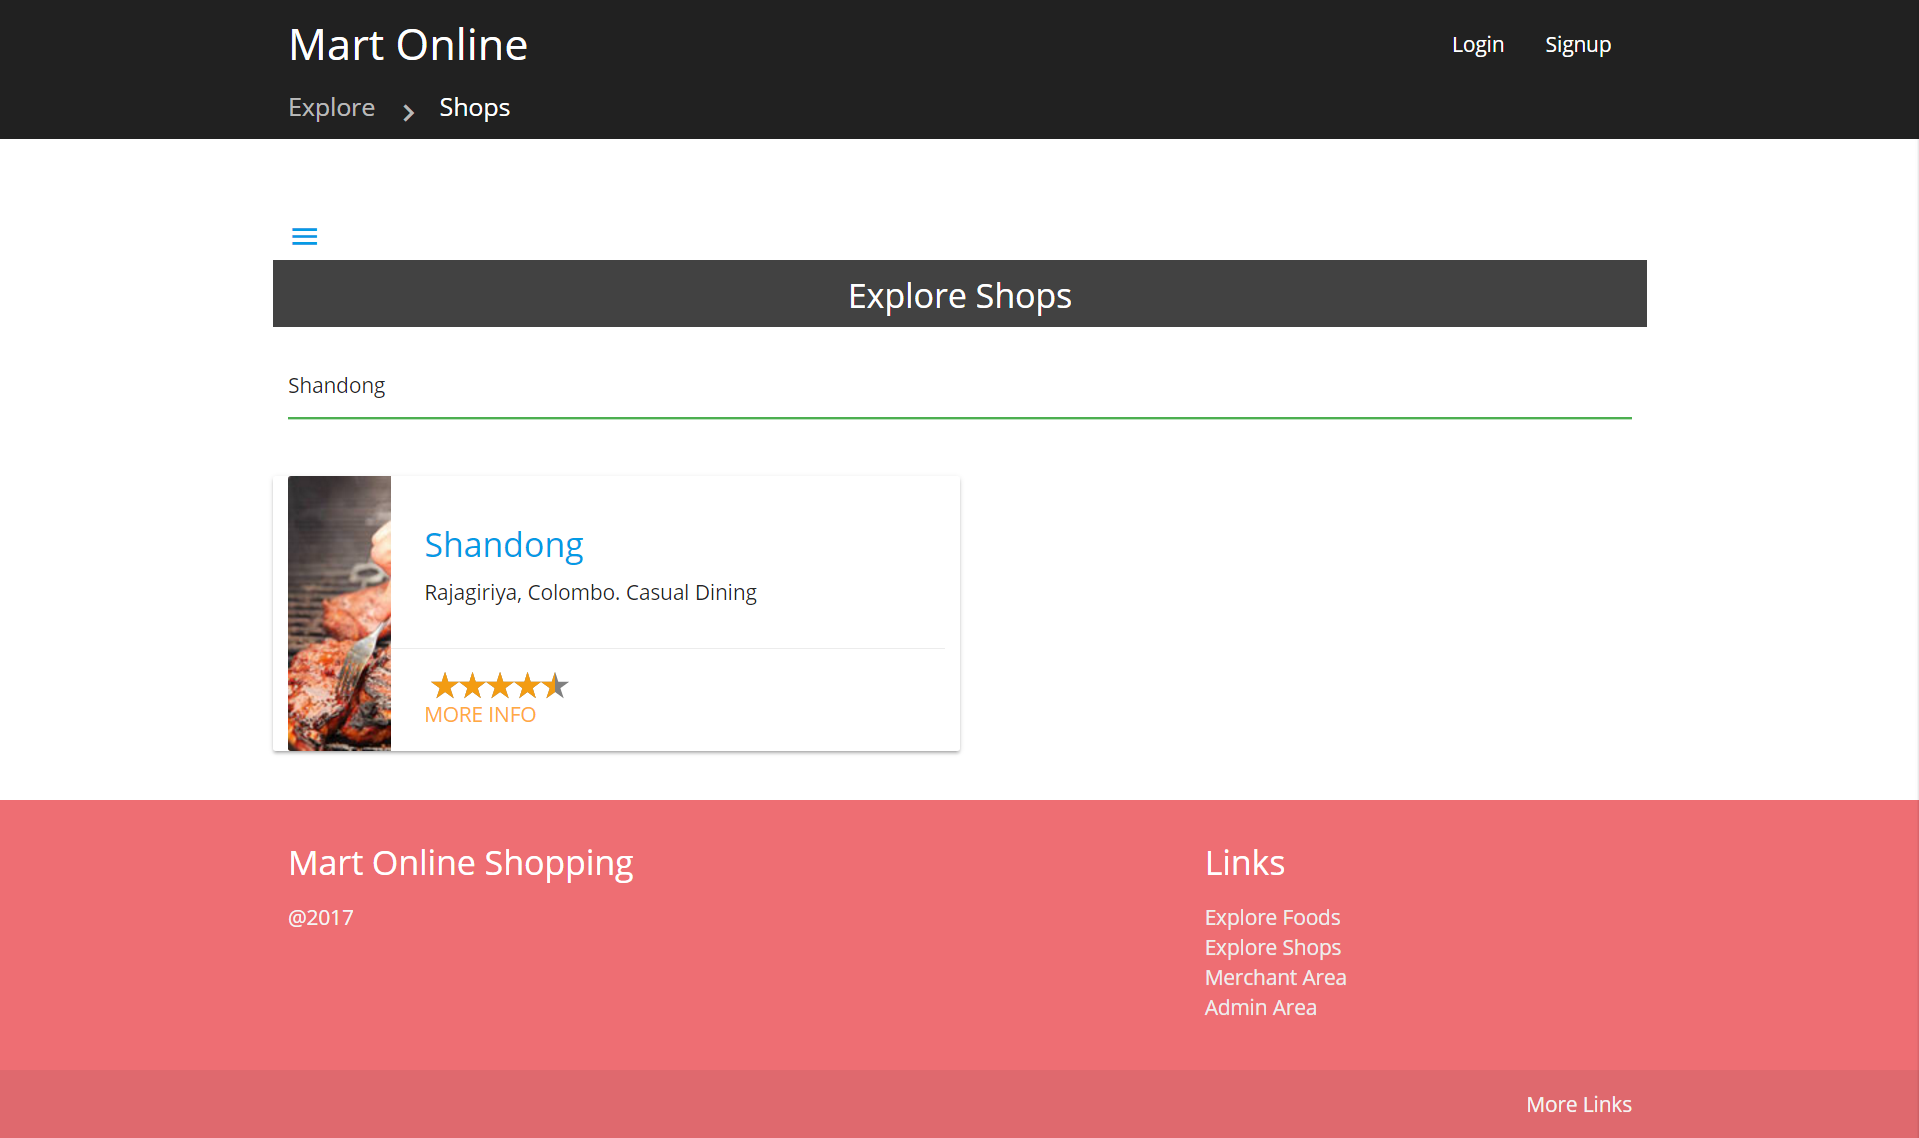 Mart Online
Login
Signup
Explore
Shops
Explore Shops
Shandong
Shandong
Rajagiriya, Colombo. Casual Dining
MORE INFO
Mart Online Shopping
@2017
Links
Explore Foods
Explore Shops
Merchant Area
Admin Area
More Links